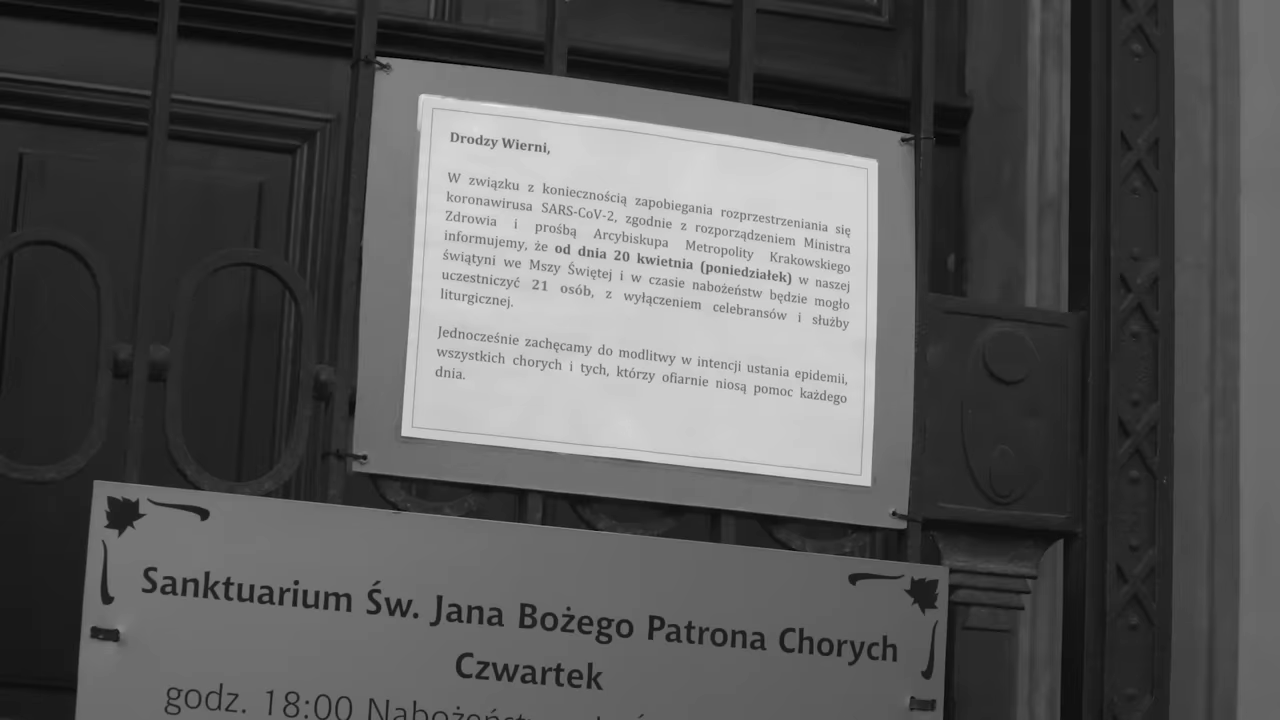 Drodzy Wierni,
W związku z koniecznością zapobiegania rozprzestrzeniania się
koronawirusa SARS-CoV-2, zgodnie z rozporządzeniem Ministra
Zdrowia i prośbą Arcybiskupa Metropolity Krakowskiego
informujemy, że od dnia 20 kwietnia (poniedziałek) w naszej
świątyni we Mszy Świętej i w czasie nabożeństw będzie mogło
uczestniczyć 21 osób, z wyłączeniem celebransów i służby
liturgicznej.
Jednocześnie zachęcamy do modlitwy w intencji ustania epidemii,
wszystkich chorych i tych, którzy ofiarnie niosą pomoc każdego
dnia.
Sanktuarium Św. Jana Bożego Patrona Chorych
Czwartek
godz. 18:00